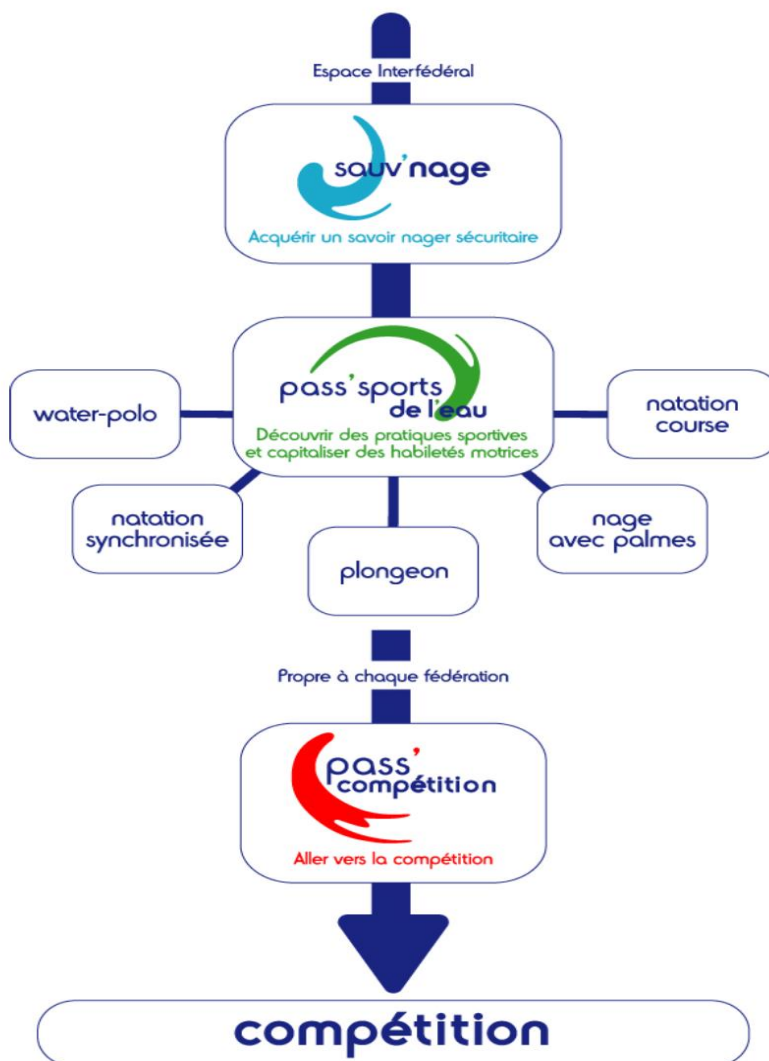 Espace Interfédéral
sauv'nage
Acquérir un savoir nager sécuritaire
pass'sports
de l'eau
Découvrir des pratiques sportives
et capitaliser des habiletés motrices
water-polo
natation
course
natation
synchronisée
nage
avec palmes
plongeon
Propre à chaque fédération
pass'
compétition
Aller vers la compétition
compétition